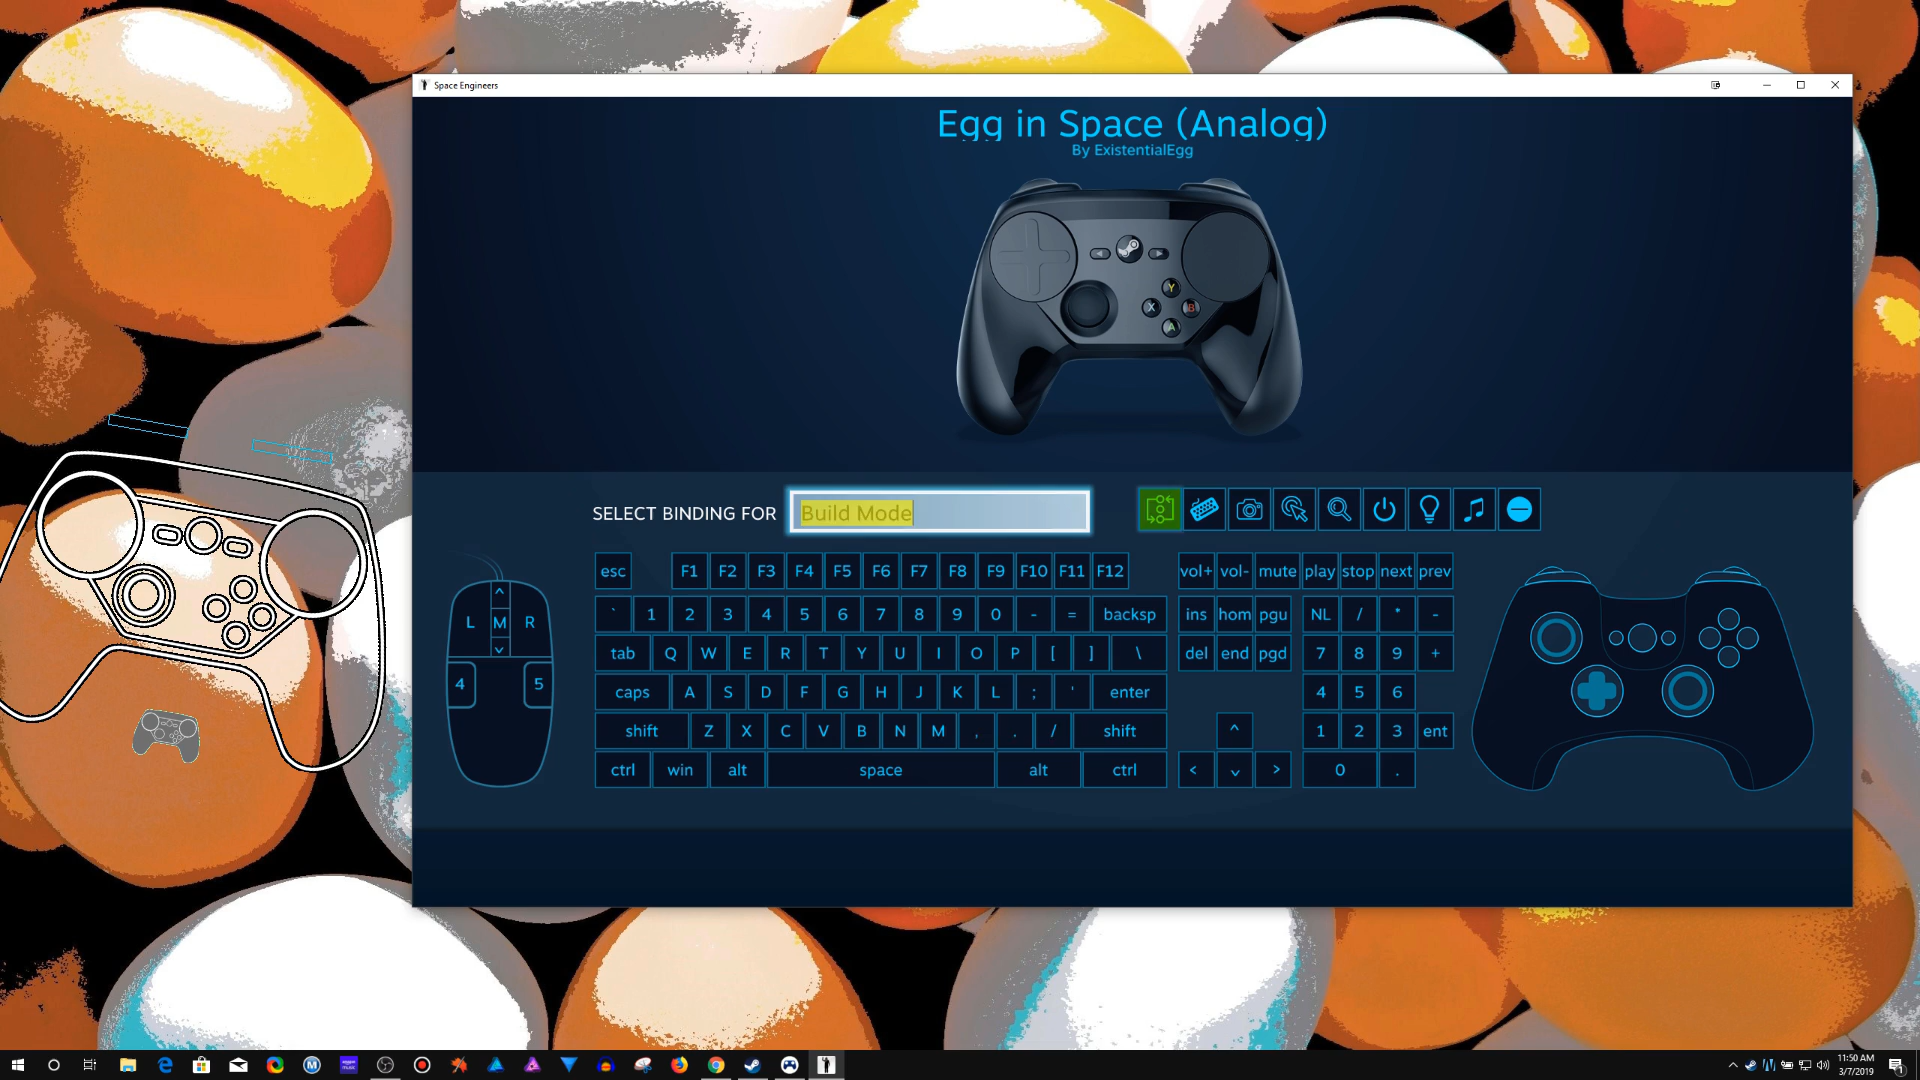 Space Engineers
Egg in Space (Analog)
By ExistentialEgg
Y
X B
A
SELECT BINDING FOR Build Mode
esc F1 F2 F3 F4 F5 F6 F7 F8 F9 F10 F11 F12 vol+ vol- mute play stop next prev
` 1 2 3 4 5 6 7 8 9 0 - = backsp ins hom pgu NL / * -
L M R
tab Q W E R T Y U I O P [ ] \ del end pgd 7 8 9 +
4 5
caps A S D F G H J K L ; ' enter 4 5 6
shift Z X C V B N M , . / shift ^ 1 2 3 ent
ctrl win alt space alt ctrl < v > 0 .
11:50 AM
3/7/2019